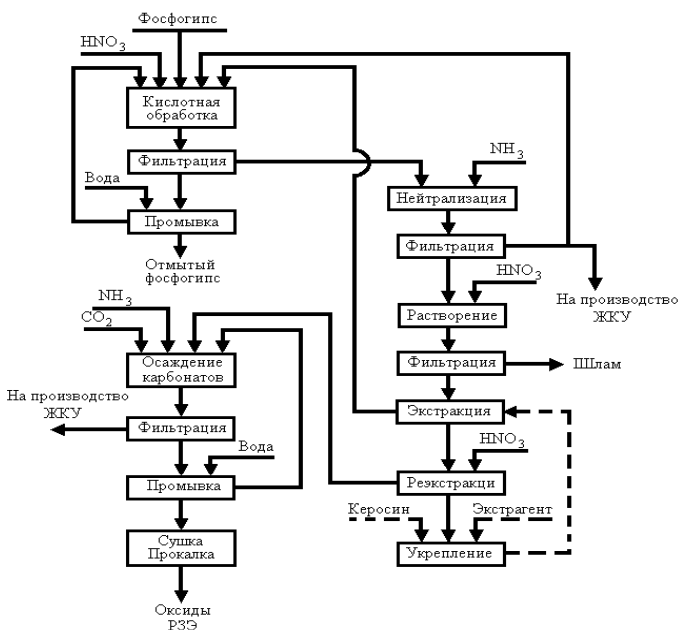 Фосфогипс
HNO3
Кислотная
обработка
Фильтрация
Вода
Промывка
Отмытый
фосфогипс
NH3
Нейтрализация
Фильтрация
HNO3
На производство
ЖКУ
Растворение
Фильтрация
ШШлам
Экстракция
HNO3
Реэкстракци
Керосин
Экстрагент
Укрепление
NH3
CO2
Осаждение
карбонатов
На производство
ЖКУ
Фильтрация
Вода
Промывка
Сушка
Прокалка
Оксиды
РЗЭ